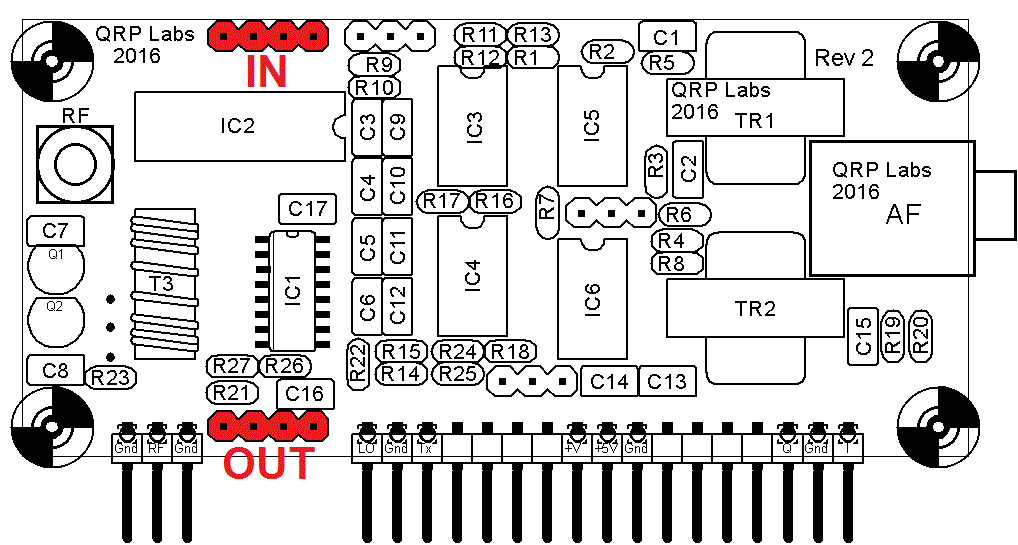 QRP Labs
2016
IN
R11
R13
R12
R1
R2
C1
R5
Rev 2
R9
R10
QRP Labs
2016
TR1
RF
IC2
C3
C9
IC3
IC5
R3
C2
QRP Labs
2016
AF
C4
C10
R17
R16
R7
R6
C17
C7
Q1
T3
IC1
C5
C11
IC4
IC6
R4
R8
Q2
C6
C12
TR2
C15
R19
R20
C8
R23
R27
R26
R22
R15
R24
R18
R14
R25
R21
C16
C14
C13
Gnd
RF
Gnd
OUT
LO
Gnd
Tx
+V
+5V
Gnd
Q
Gnd
I